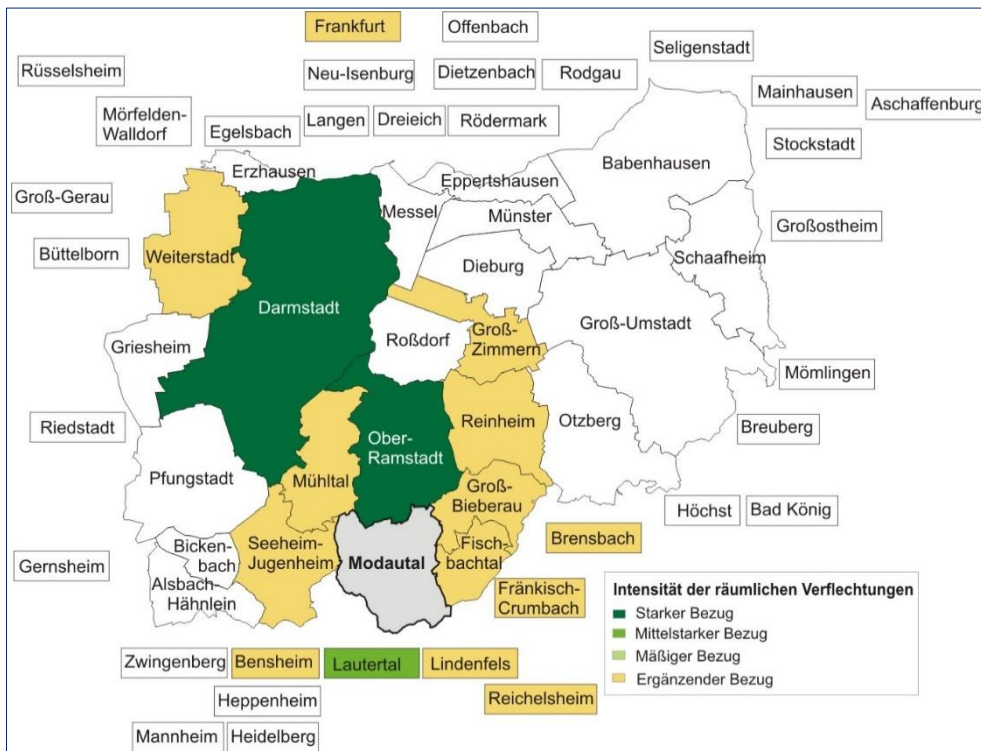 Frankfurt
Offenbach
Seligenstadt
Rüsselsheim
Neu-Isenburg
Dietzenbach
Rodgau
Mainhausen
Aschaffenburg
Mörfelden-
Walldorf
Egelsbach
Langen
Dreieich
Rödermark
Stockstadt
Erzhausen
Eppertshausen
Babenhausen
Groß-Gerau
Messel
Münster
Großostheim
Büttelborn
Weiterstadt
Dieburg
Schaafheim
Darmstadt
Groß-Umstadt
Griesheim
Roßdorf
Groß-
Zimmern
Mömlingen
Riedstadt
Reinheim
Otzberg
Breuberg
Ober-
Ramstadt
Pfungstadt
Mühltal
Groß-
Bieberau
Höchst
Bad König
Gernsheim
Bicken-
bach
Seeheim-
Jugenheim
Modautal
Fisch-
bachtal
Brensbach
Alsbach-
Hähnlein
Fränkisch-
Crumbach
Intensität der räumlichen Verflechtungen
Starker Bezug
Mittelstarker Bezug
Mäßiger Bezug
Ergänzender Bezug
Zwingenberg
Bensheim
Lautertal
Lindenfels
Heppenheim
Reichelsheim
Mannheim
Heidelberg